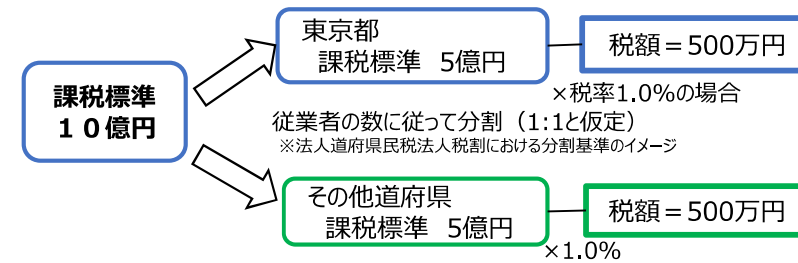 課税標準
１０億円
東京都
課税標準 5億円
税額＝500万円
×税率1.0%の場合
従業者の数に従って分割（1:1と仮定）
※法人道府県民税法人税割における分割基準のイメージ
その他道府県
課税標準 5億円
税額＝500万円
×1.0%